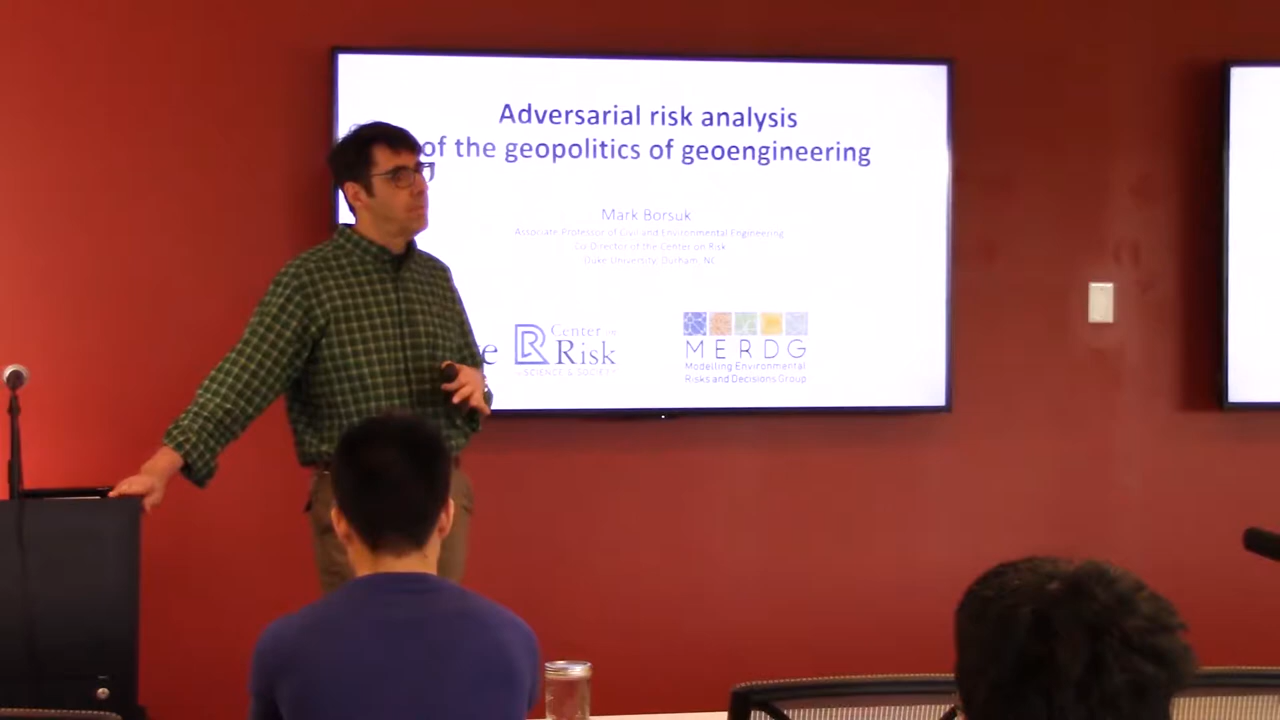 Adversarial risk analysis
of the geopolitics of geoengineering
Mark Borsuk
Associate Professor of Civil and Environmental Engineering
Co-Director of the Center on Risk
Duke University, Durham, NC
Center on
Risk
in SCIENCE & SOCIETY
MERDG
Modelling Environmental
Risks and Decisions Group